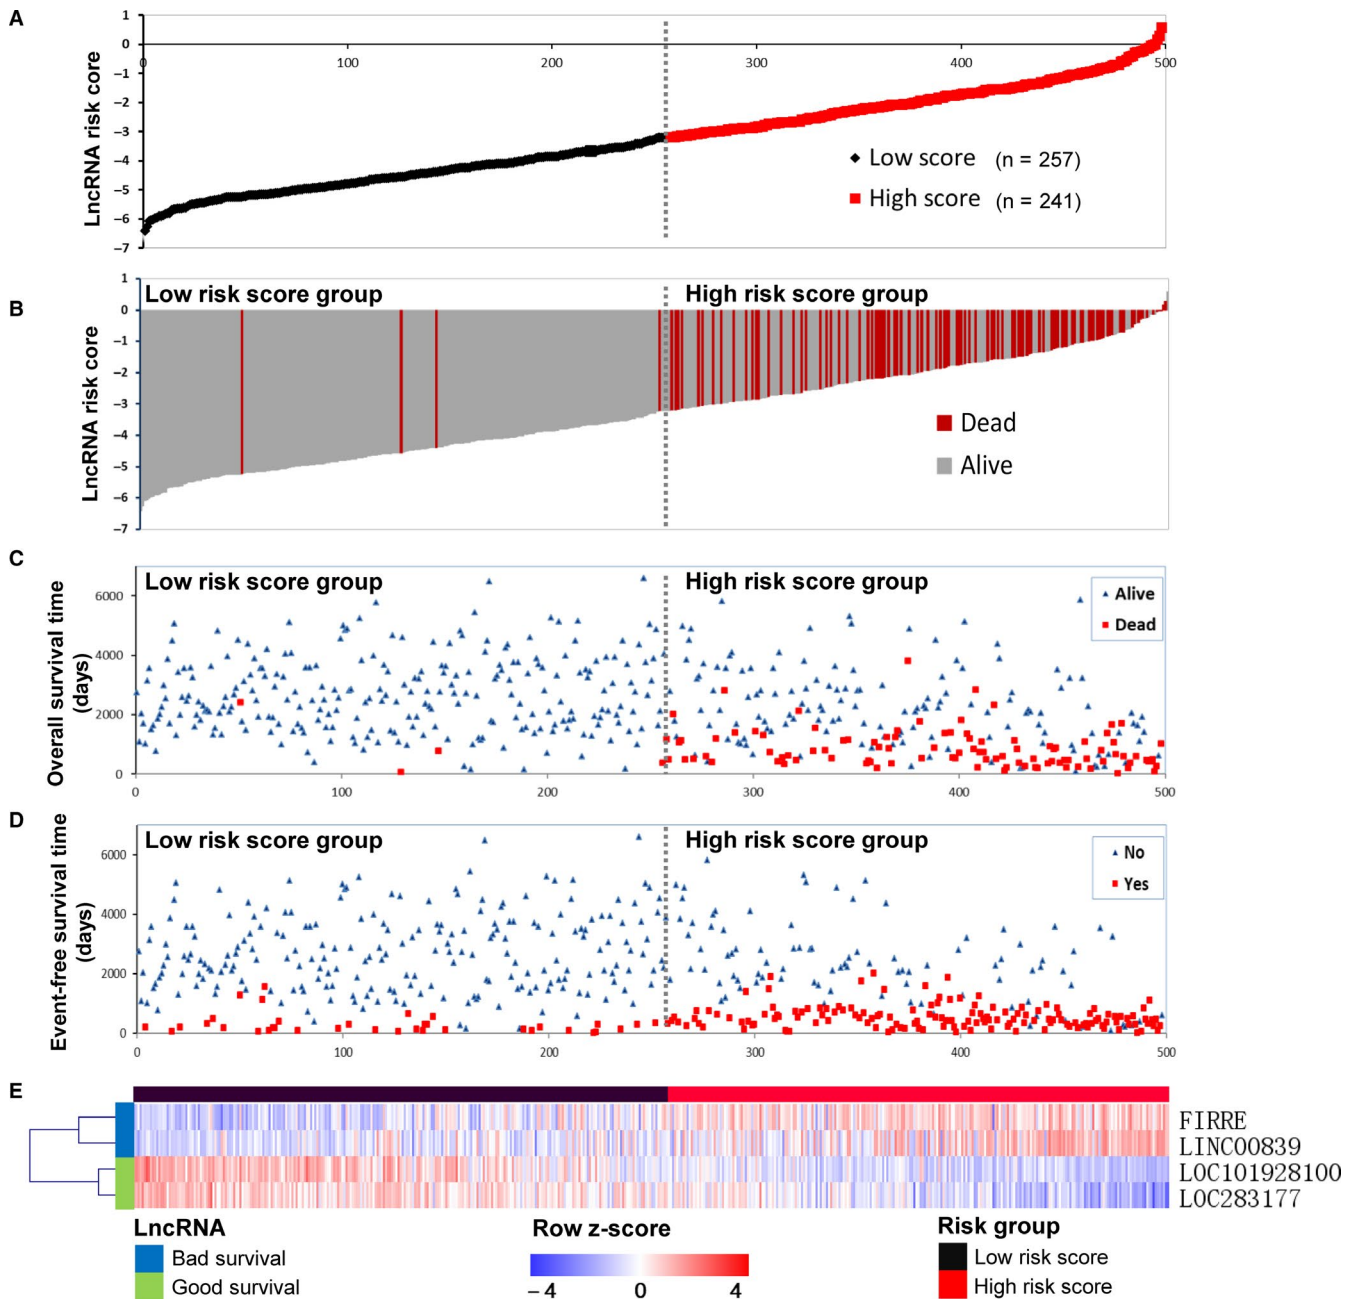 A
LncRNA risk core
1
0
−1
−2
−3
−4
−5
−6
−7
0 100 200 300 400 500
Low score (n = 257)
High score (n = 241)
B
LncRNA risk core
1
0
−1
−2
−3
−4
−5
−6
−7
Low risk score group High risk score group
Dead
Alive
C
Overall survival time
(days)
6000
4000
2000
0
Low risk score group High risk score group
Alive
Dead
0 100 200 300 400 500
D
Event-free survival time
(days)
6000
4000
2000
0
Low risk score group High risk score group
No
Yes
0 100 200 300 400 500
E
FIRRE
LINC00839
LOC101928100
LOC283177
LncRNA
Bad survival
Good survival
Row z-score
−4 0 4
Risk group
Low risk score
High risk score